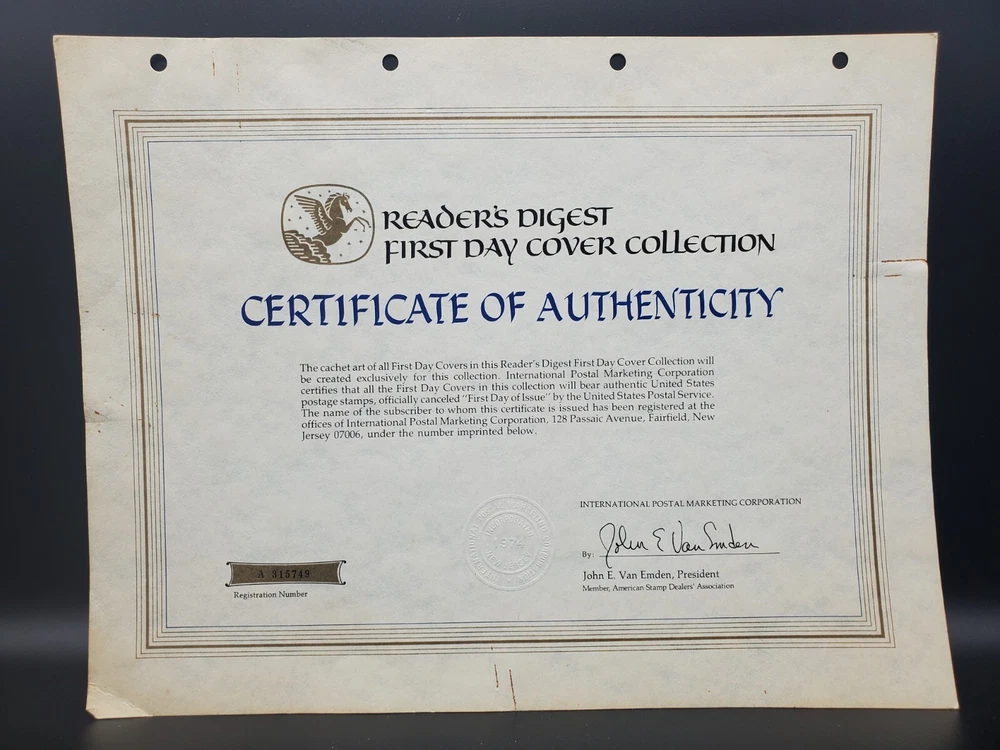 READER'S DIGEST
FIRST DAY COVER COLLECTION
CERTIFICATE OF AUTHENTICITY
The cachet art of all First Day Covers in this Reader's Digest First Day Cover Collection will
be created exclusively for this collection. International Postal Marketing Corporation
certifies that all the First Day Covers in this collection will bear authentic United States
postage stamps, officially canceled "First Day of Issue" by the United States Postal Service.
The name of the subscriber to whom this certificate is issued has been registered at the
offices of International Postal Marketing Corporation, 128 Passaic Avenue, Fairfield, New
Jersey 07006, under the number imprinted below.
INTERNATIONAL POSTAL MARKETING CORPORATION
1974
NEW JERSEY
By: John E Van Emden
A 315749
Registration Number
John E. Van Emden, President
Member, American Stamp Dealers' Association